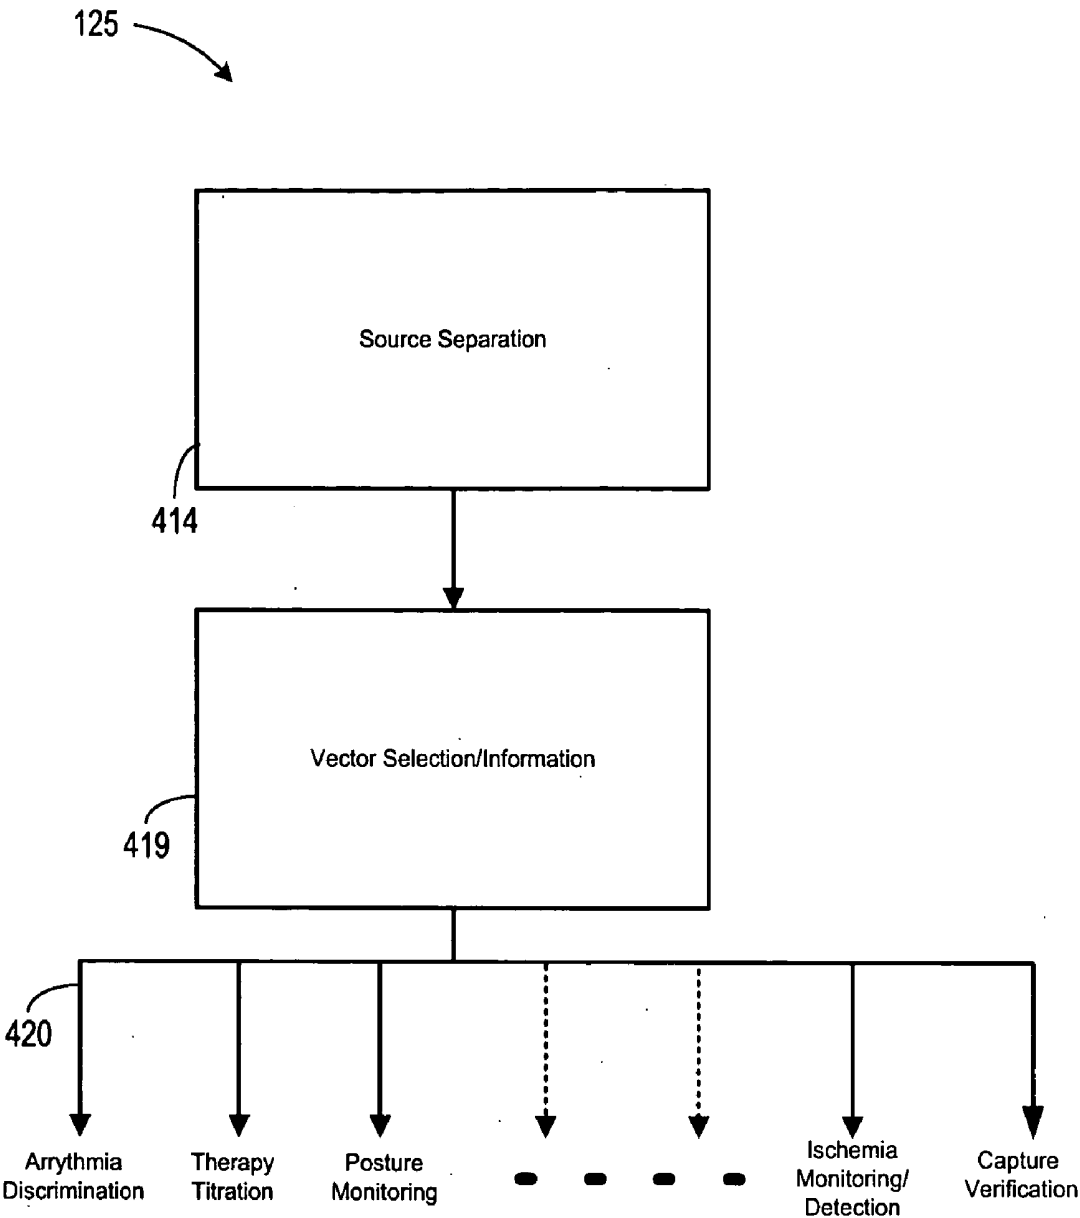 125
Source Separation
414
Vector Selection/Information
419
420
Arrythmia
Discrimination
Therapy
Titration
Posture
Monitoring
Ischemia
Monitoring/
Detection
Capture
Verification